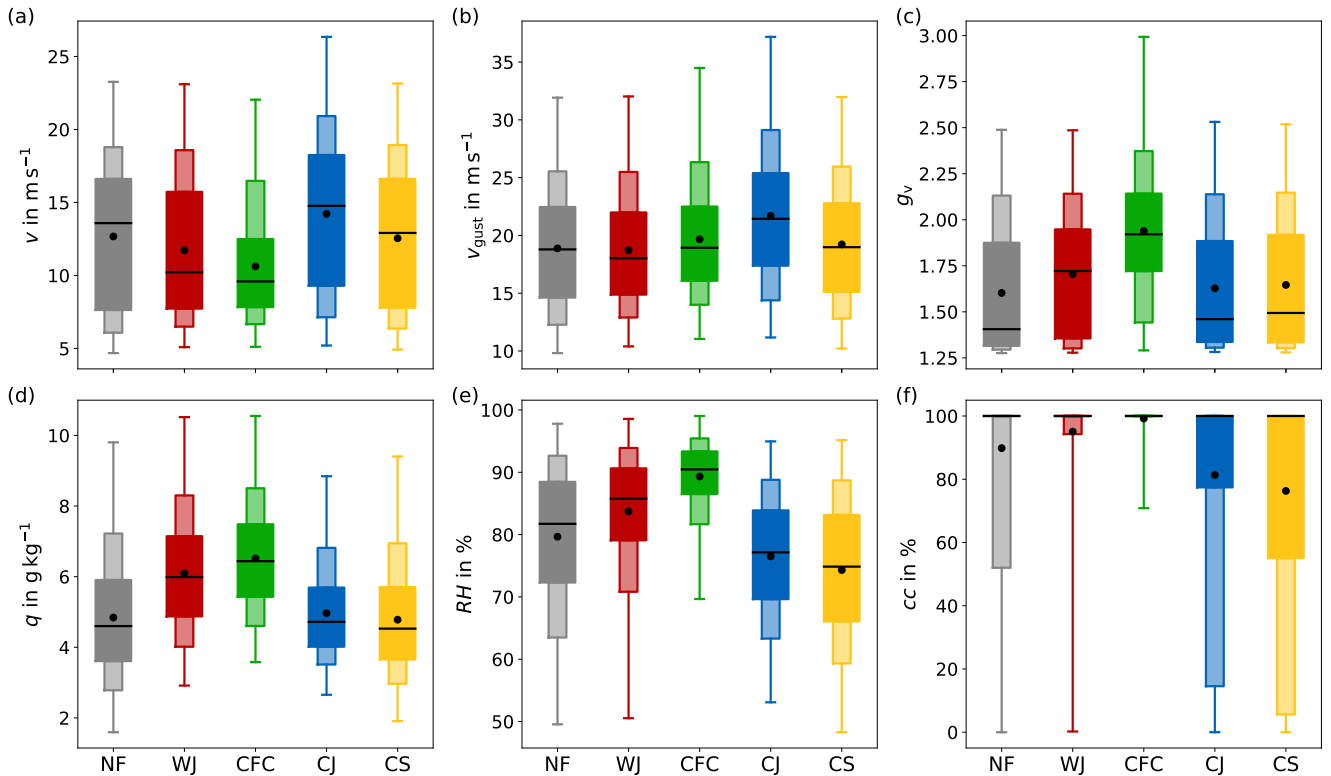 (a)
v in m s⁻¹
25
20
15
10
5
(b)
v_gust in m s⁻¹
35
30
25
20
15
10
(c)
g_v
3.00
2.75
2.50
2.25
2.00
1.75
1.50
1.25
(d)
q in g kg⁻¹
10
8
6
4
2
NF WJ CFC CJ CS
(e)
RH in %
100
90
80
70
60
50
NF WJ CFC CJ CS
(f)
cc in %
100
80
60
40
20
0
NF WJ CFC CJ CS